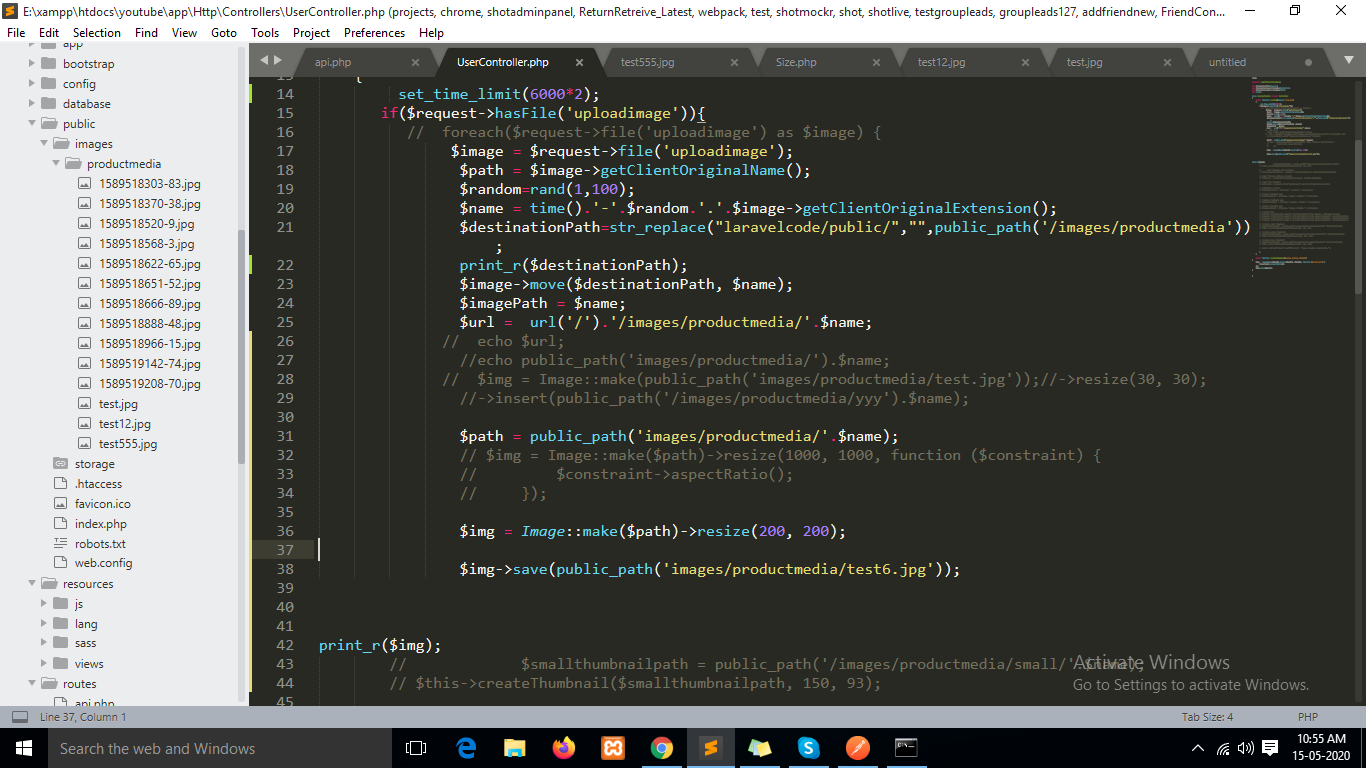 E:\xampp\htdocs\youtube\app\Http\Controllers\UserController.php (projects, chrome, shotadminpanel, ReturnRetreive_Latest, webpack, test, shotmockr, shot, shotlive, testgroupleads, groupleads127, addfriendnew, FriendCon...
File Edit Selection Find View Goto Tools Project Preferences Help
app
bootstrap
config
database
public
images
productmedia
1589518303-83.jpg
1589518370-38.jpg
1589518520-9.jpg
1589518568-3.jpg
1589518622-65.jpg
1589518651-52.jpg
1589518666-89.jpg
1589518888-48.jpg
1589518966-15.jpg
1589519142-74.jpg
1589519208-70.jpg
test.jpg
test12.jpg
test555.jpg
storage
.htaccess
favicon.ico
index.php
robots.txt
web.config
resources
js
lang
sass
views
routes
api.php
api.php UserController.php test555.jpg Size.php test12.jpg test.jpg untitled
13 {
14 set_time_limit(6000*2);
15 if($request->hasFile('uploadimage')){
16 // foreach($request->file('uploadimage') as $image) {
17 $image = $request->file('uploadimage');
18 $path = $image->getClientOriginalName();
19 $random=rand(1,100);
20 $name = time().'-'.$random.'.'.$image->getClientOriginalExtension();
21 $destinationPath=str_replace("laravelcode/public/","",public_path('/images/productmedia'))
;
22 print_r($destinationPath);
23 $image->move($destinationPath, $name);
24 $imagePath = $name;
25 $url = url('/').'/images/productmedia/'.$name;
26 // echo $url;
27 //echo public_path('images/productmedia/').$name;
28 // $img = Image::make(public_path('images/productmedia/test.jpg'));//->resize(30, 30);
29 //->insert(public_path('/images/productmedia/yyy').$name);
30
31 $path = public_path('images/productmedia/'.$name);
32 // $img = Image::make($path)->resize(1000, 1000, function ($constraint) {
33 // $constraint->aspectRatio();
34 // });
35
36 $img = Image::make($path)->resize(200, 200);
37
38 $img->save(public_path('images/productmedia/test6.jpg'));
39
40
41
42 print_r($img);
43 // $smallthumbnailpath = public_path('/images/productmedia/small/'.$name);
44 // $this->createThumbnail($smallthumbnailpath, 150, 93);
45
Activate Windows
Go to Settings to activate Windows.
Line 37, Column 1 Tab Size: 4 PHP
Search the web and Windows
10:55 AM
15-05-2020